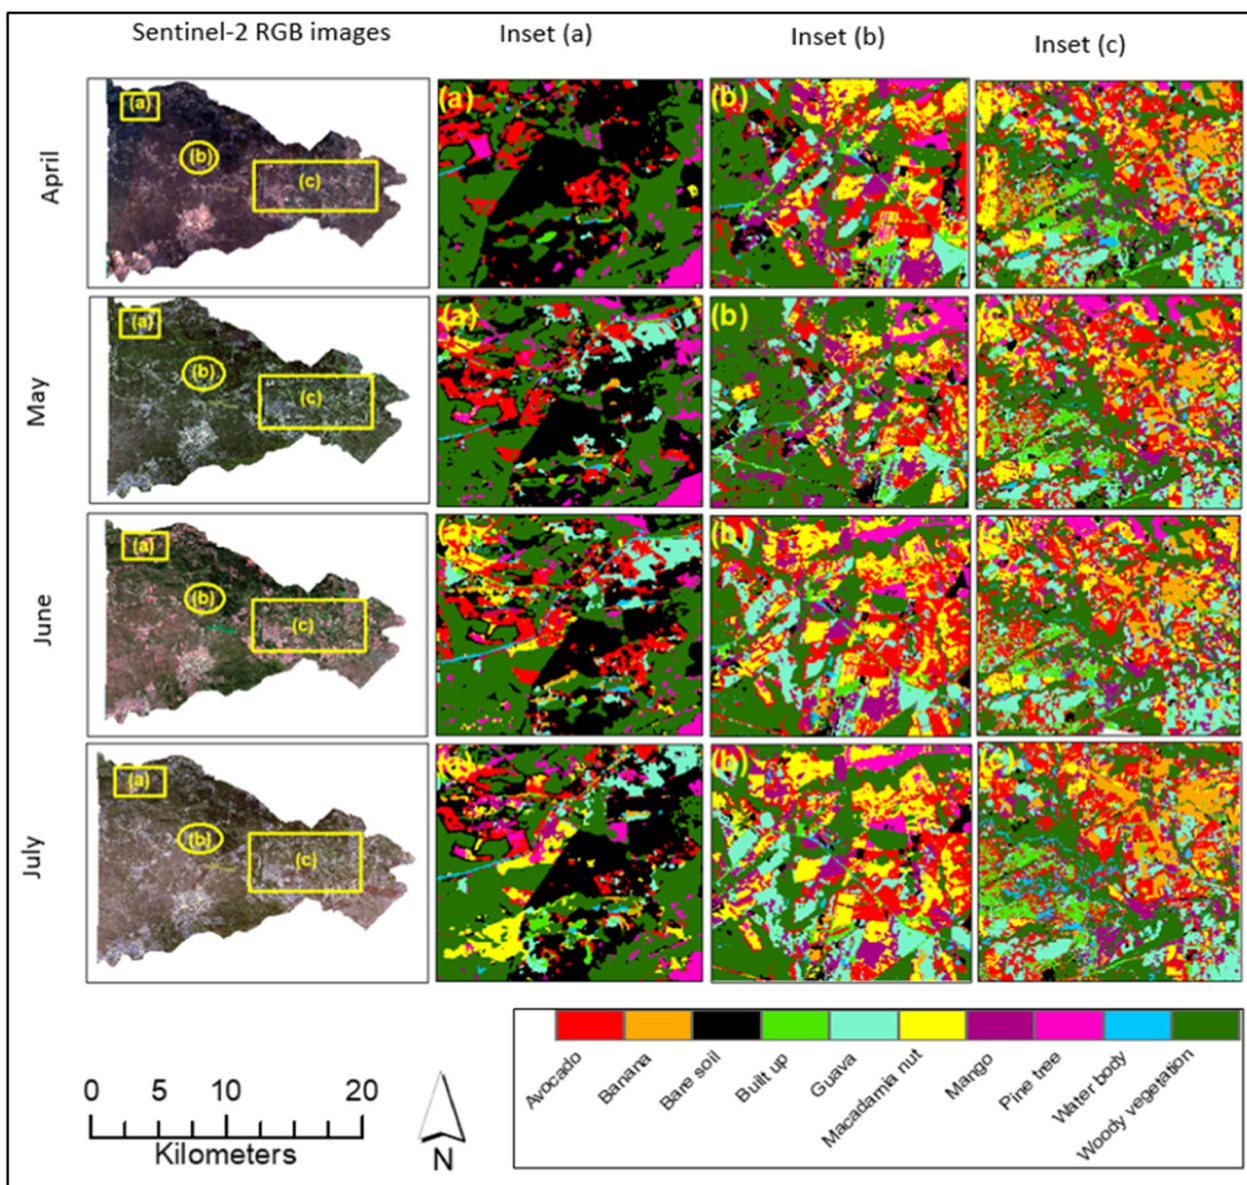 Sentinel-2 RGB images Inset (a) Inset (b) Inset (c)
April
(a)
(b)
(c)
(a)
(b)
May
(a)
(b)
(c)
(a)
(b)
(c)
June
(a)
(b)
(c)
(a)
(b)
July
(a)
(b)
(c)
(b)
Avocado
Banana
Bare soil
Built up
Guava
Macadamia nut
Mango
Pine tree
Water body
Woody vegetation
0 5 10 20
Kilometers
N